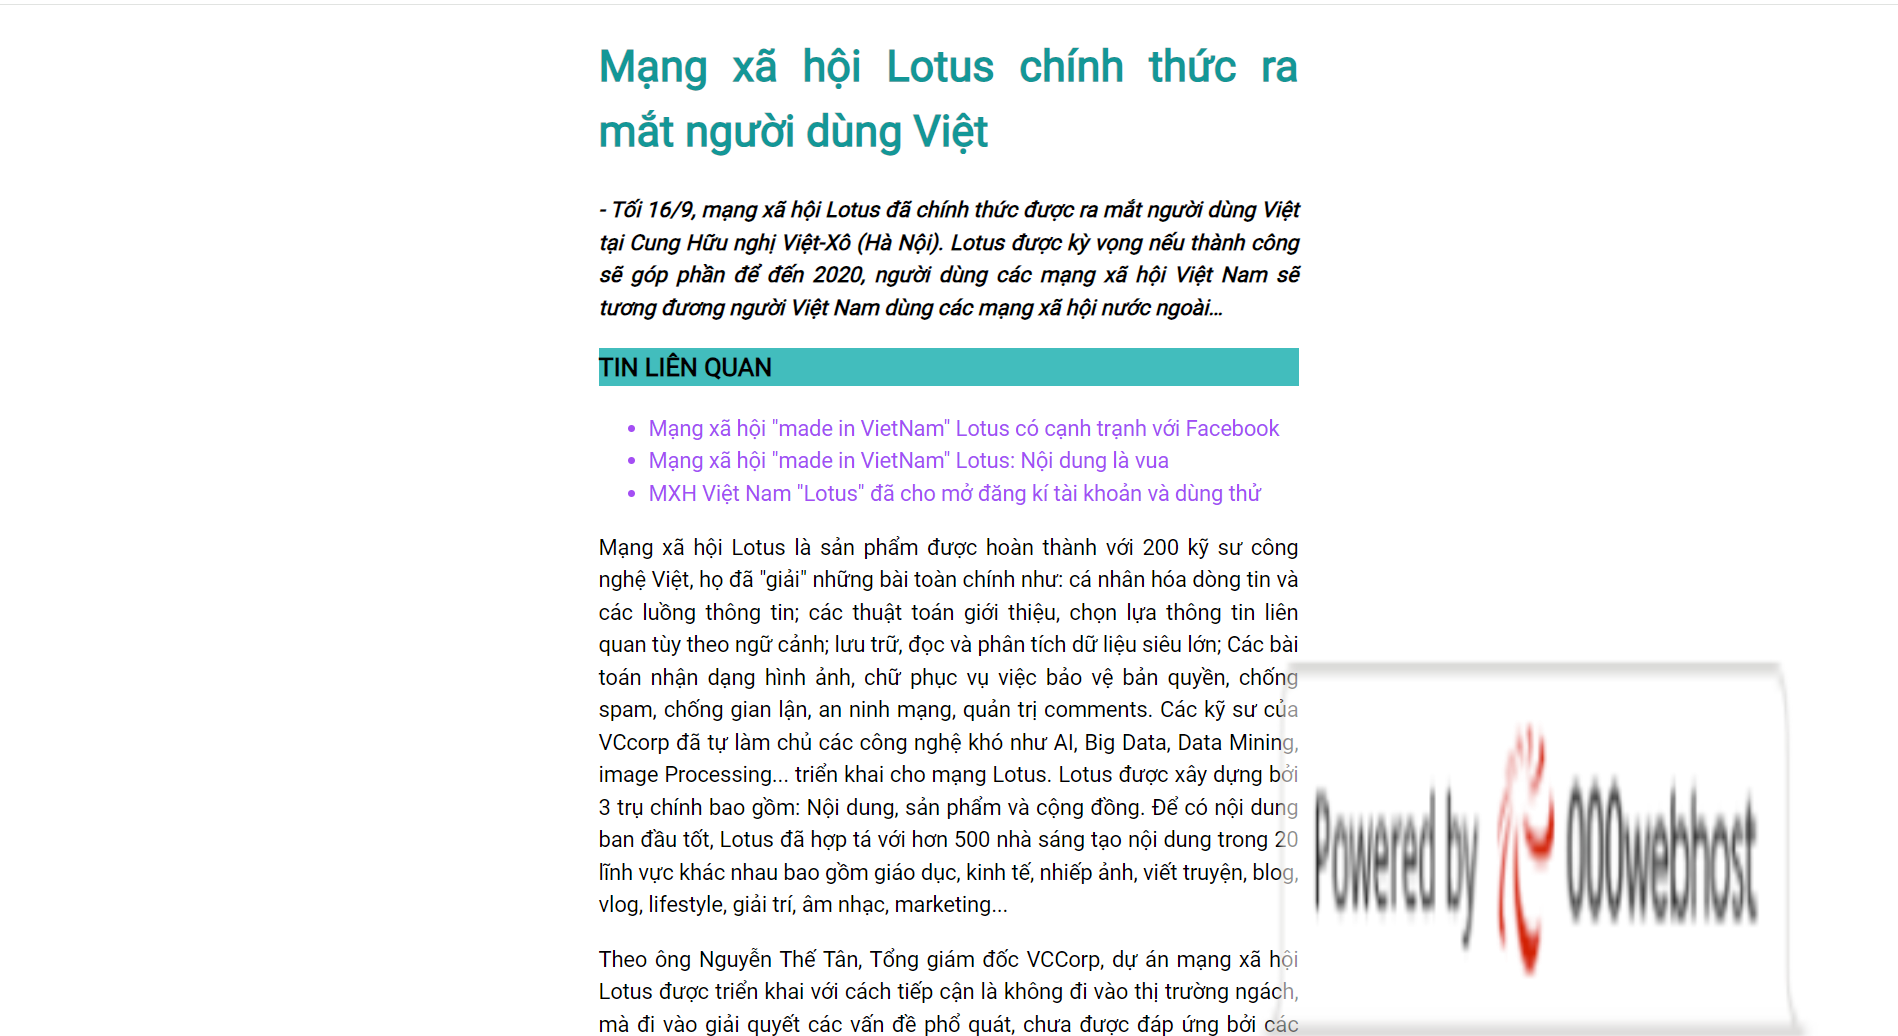 Mạng xã hội Lotus chính thức ra
mắt người dùng Việt
- Tối 16/9, mạng xã hội Lotus đã chính thức được ra mắt người dùng Việt
tại Cung Hữu nghị Việt-Xô (Hà Nội). Lotus được kỳ vọng nếu thành công
sẽ góp phần để đến 2020, người dùng các mạng xã hội Việt Nam sẽ
tương đương người Việt Nam dùng các mạng xã hội nước ngoài...
TIN LIÊN QUAN
• Mạng xã hội "made in VietNam" Lotus có cạnh trạnh với Facebook
• Mạng xã hội "made in VietNam" Lotus: Nội dung là vua
• MXH Việt Nam "Lotus" đã cho mở đăng kí tài khoản và dùng thử
Mạng xã hội Lotus là sản phẩm được hoàn thành với 200 kỹ sư công
nghệ Việt, họ đã "giải" những bài toàn chính như: cá nhân hóa dòng tin và
các luồng thông tin; các thuật toán giới thiệu, chọn lựa thông tin liên
quan tùy theo ngữ cảnh; lưu trữ, đọc và phân tích dữ liệu siêu lớn; Các bài
toán nhận dạng hình ảnh, chữ phục vụ việc bảo vệ bản quyền, chống
spam, chống gian lận, an ninh mạng, quản trị comments. Các kỹ sư của
VCcorp đã tự làm chủ các công nghệ khó như AI, Big Data, Data Mining,
image Processing... triển khai cho mạng Lotus. Lotus được xây dựng bởi
3 trụ chính bao gồm: Nội dung, sản phẩm và cộng đồng. Để có nội dung
ban đầu tốt, Lotus đã hợp tá với hơn 500 nhà sáng tạo nội dung trong 20
lĩnh vực khác nhau bao gồm giáo dục, kinh tế, nhiếp ảnh, viết truyện, blog,
vlog, lifestyle, giải trí, âm nhạc, marketing...
Theo ông Nguyễn Thế Tân, Tổng giám đốc VCCorp, dự án mạng xã hội
Lotus được triển khai với cách tiếp cận là không đi vào thị trường ngách,
mà đi vào giải quyết các vấn đề phổ quát, chưa được đáp ứng bởi các
Powered by 000webhost